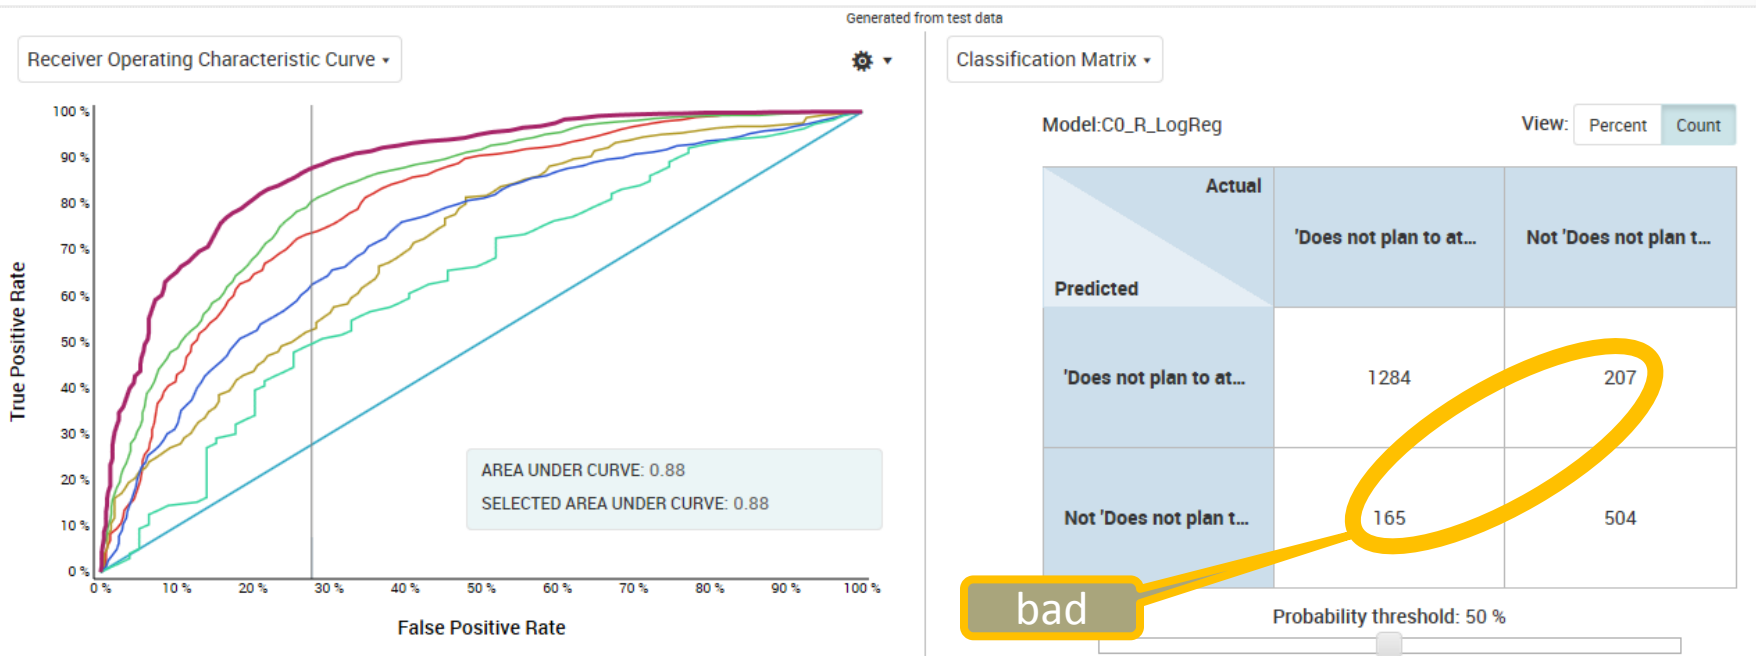 Generated from test data
Receiver Operating Characteristic Curve
100 %
90 %
80 %
70 %
60 %
50 %
40 %
30 %
20 %
10 %
0 %
True Positive Rate
AREA UNDER CURVE: 0.88
SELECTED AREA UNDER CURVE: 0.88
0 % 10 % 20 % 30 % 40 % 50 % 60 % 70 % 80 % 90 % 100 %
False Positive Rate
Classification Matrix
Model:C0_R_LogReg
View: Percent Count
Actual
Predicted
'Does not plan to at... Not 'Does not plan t...
'Does not plan to at... 1284 207
Not 'Does not plan t... 165 504
bad
Probability threshold: 50 %